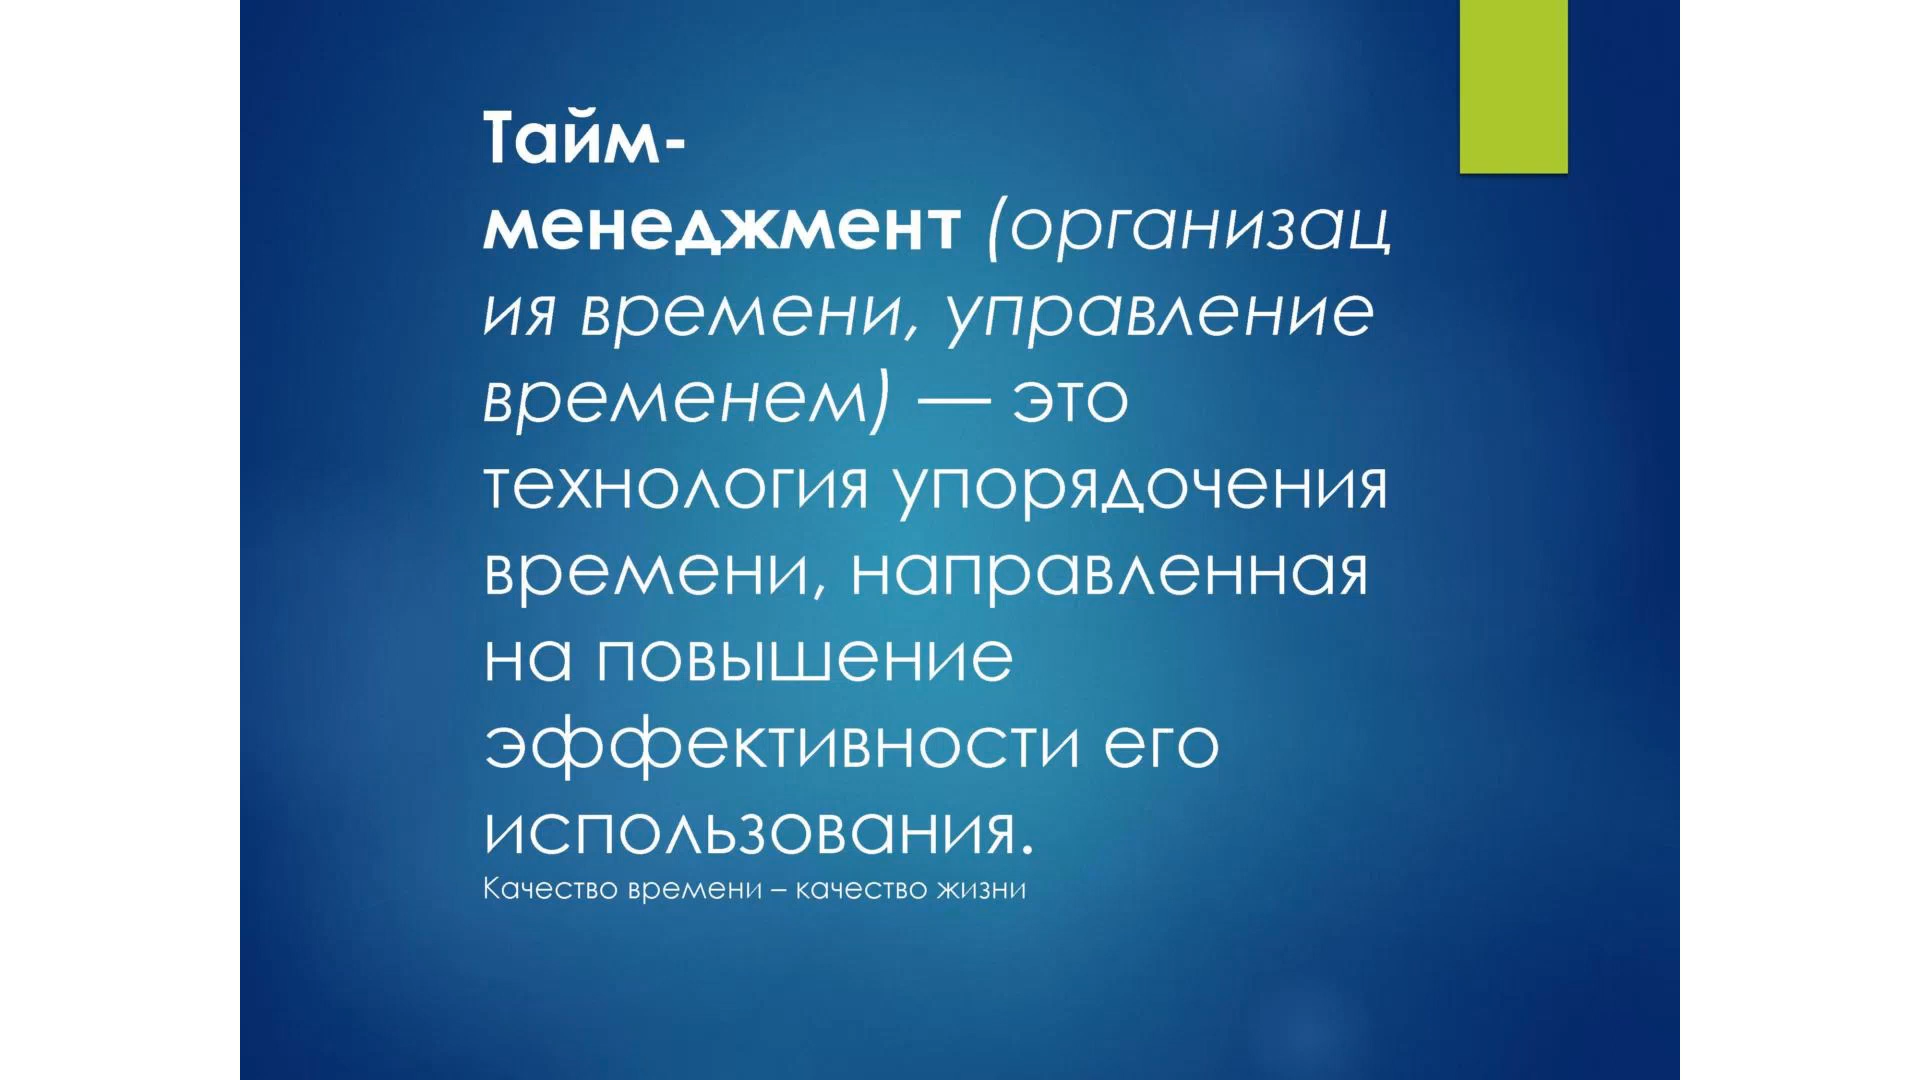 Тайм-
менеджмент (организац
ия времени, управление
временем) — это
технология упорядочения
времени, направленная
на повышение
эффективности его
использования.
Качество времени – качество жизни